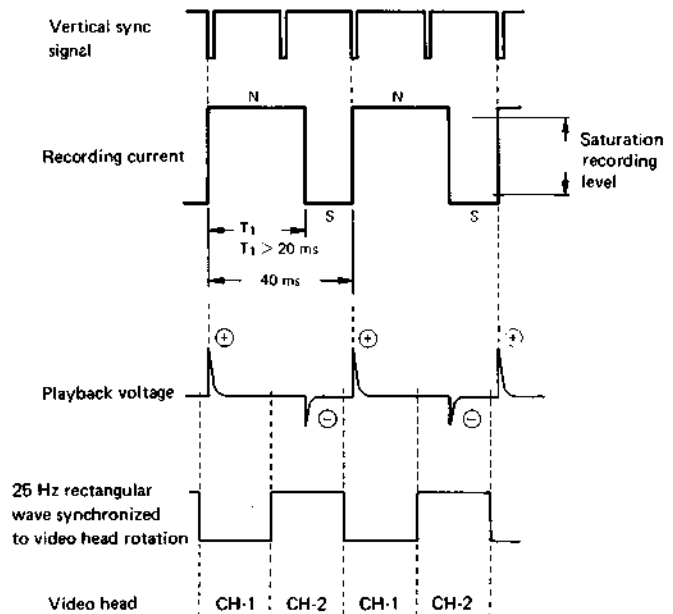 Vertical sync
signal
N
N
Recording current
Saturation
recording
level
S
S
T1
T1 > 20 ms
40 ms
+
+
+
Playback voltage
−
−
25 Hz rectangular
wave synchronized
to video head rotation
Video head
CH-1
CH-2
CH-1
CH-2